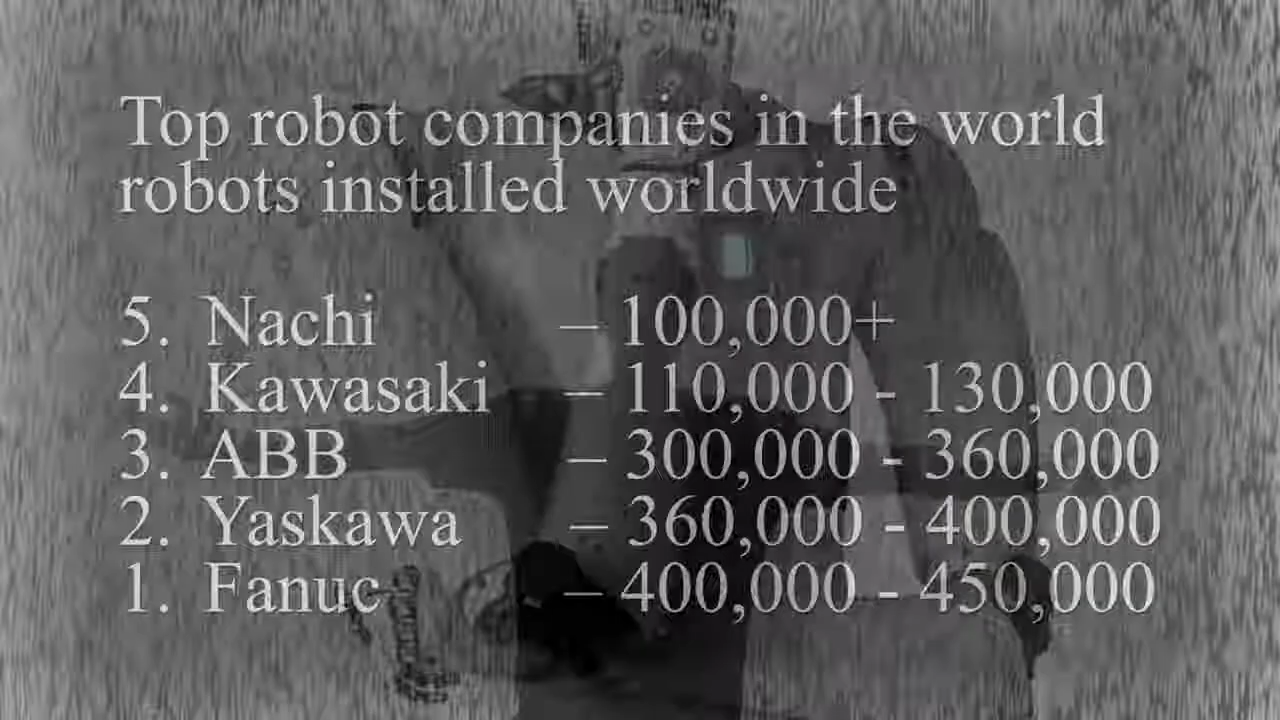 Top robot companies in the world
robots installed worldwide
5. Nachi – 100,000+
4. Kawasaki – 110,000 - 130,000
3. ABB – 300,000 - 360,000
2. Yaskawa – 360,000 - 400,000
1. Fanuc – 400,000 - 450,000